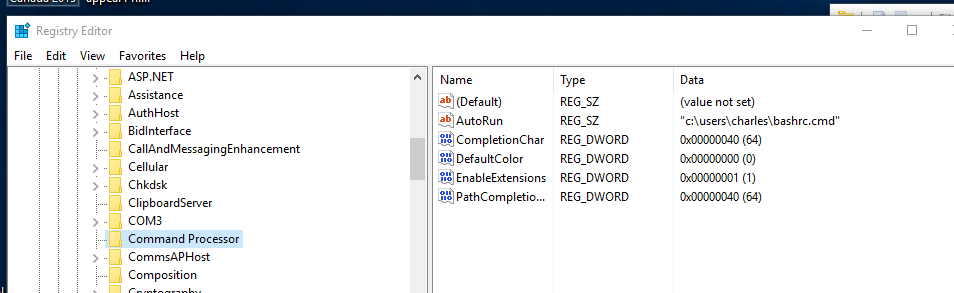 Registry Editor
File Edit View Favorites Help
ASP.NET
Assistance
AuthHost
BidInterface
CallAndMessagingEnhancement
Cellular
Chkdsk
ClipboardServer
COM3
Command Processor
CommsAPHost
Composition
Cryptography
Name Type Data
(Default) REG_SZ (value not set)
AutoRun REG_SZ "c:\users\charles\bashrc.cmd"
CompletionChar REG_DWORD 0x00000040 (64)
DefaultColor REG_DWORD 0x00000000 (0)
EnableExtensions REG_DWORD 0x00000001 (1)
PathCompletio... REG_DWORD 0x00000040 (64)